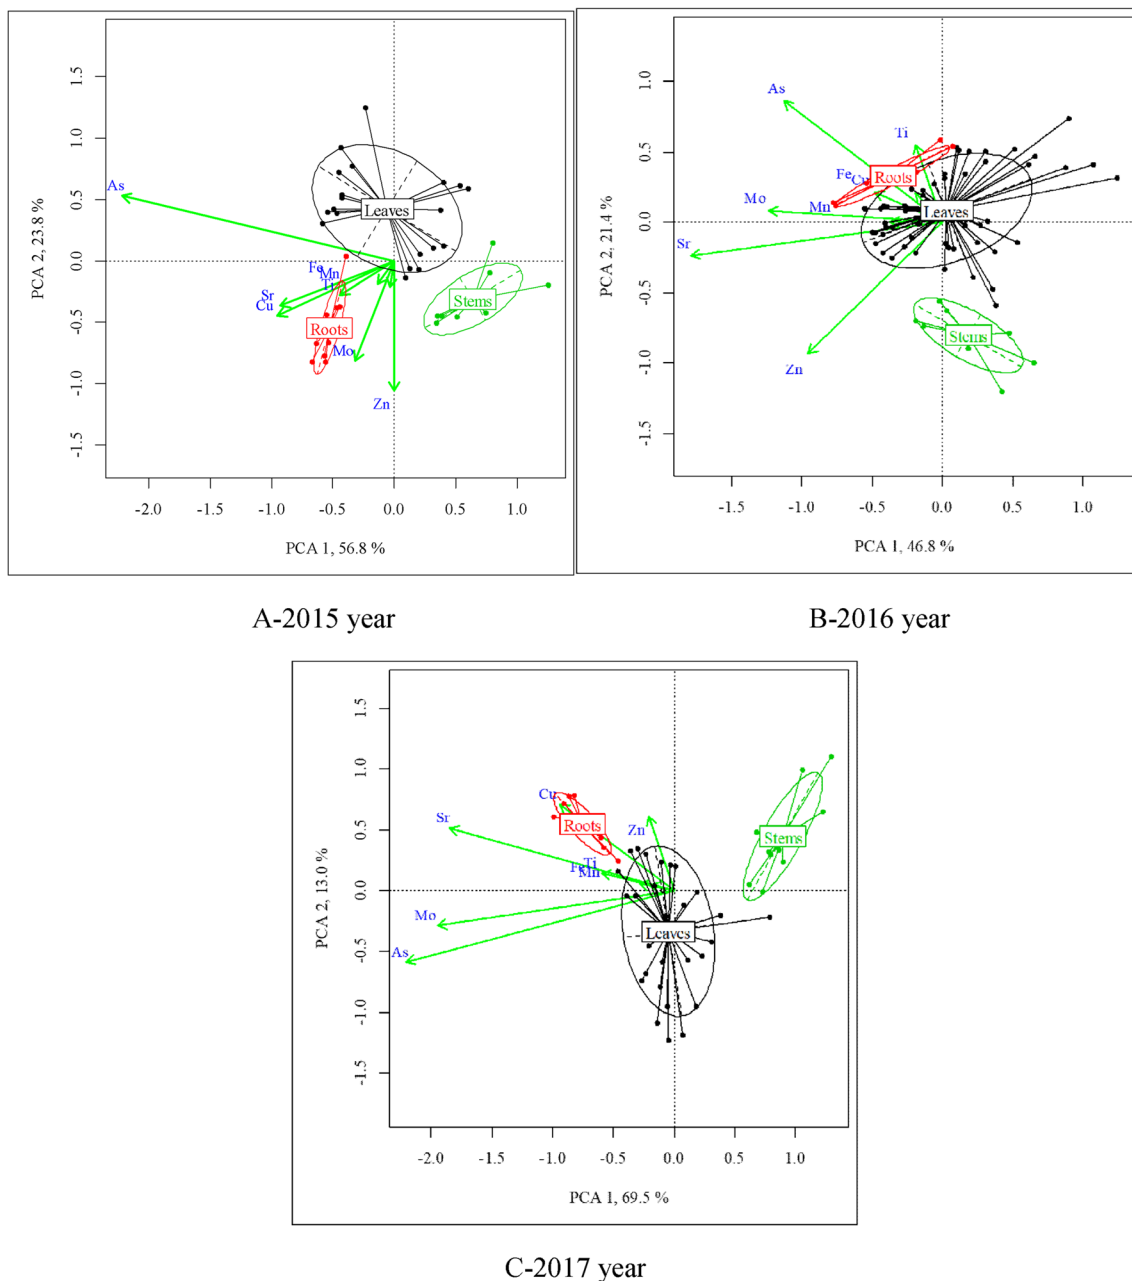 PCA 2, 23.8 %
1.5
1.0
0.5
0.0
-0.5
-1.0
-1.5
As
Leaves
Fe
Mn
Ti
Sr
Cu
Roots
Mo
Zn
Stems
-2.0 -1.5 -1.0 -0.5 0.0 0.5 1.0
PCA 1, 56.8 %
A-2015 year
PCA 2, 21.4 %
1.0
0.5
0.0
-0.5
-1.0
-1.5
As
Ti
Fe
Cu
Roots
Mo
Mn
Leaves
Sr
Stems
Zn
-1.5 -1.0 -0.5 0.0 0.5 1.0
PCA 1, 46.8 %
B-2016 year
PCA 2, 13.0 %
1.5
1.0
0.5
0.0
-0.5
-1.0
-1.5
Cu
Sr
Roots
Zn
Stems
Ti
Fe
Mn
Mo
Leaves
As
-2.0 -1.5 -1.0 -0.5 0.0 0.5 1.0
PCA 1, 69.5 %
C-2017 year